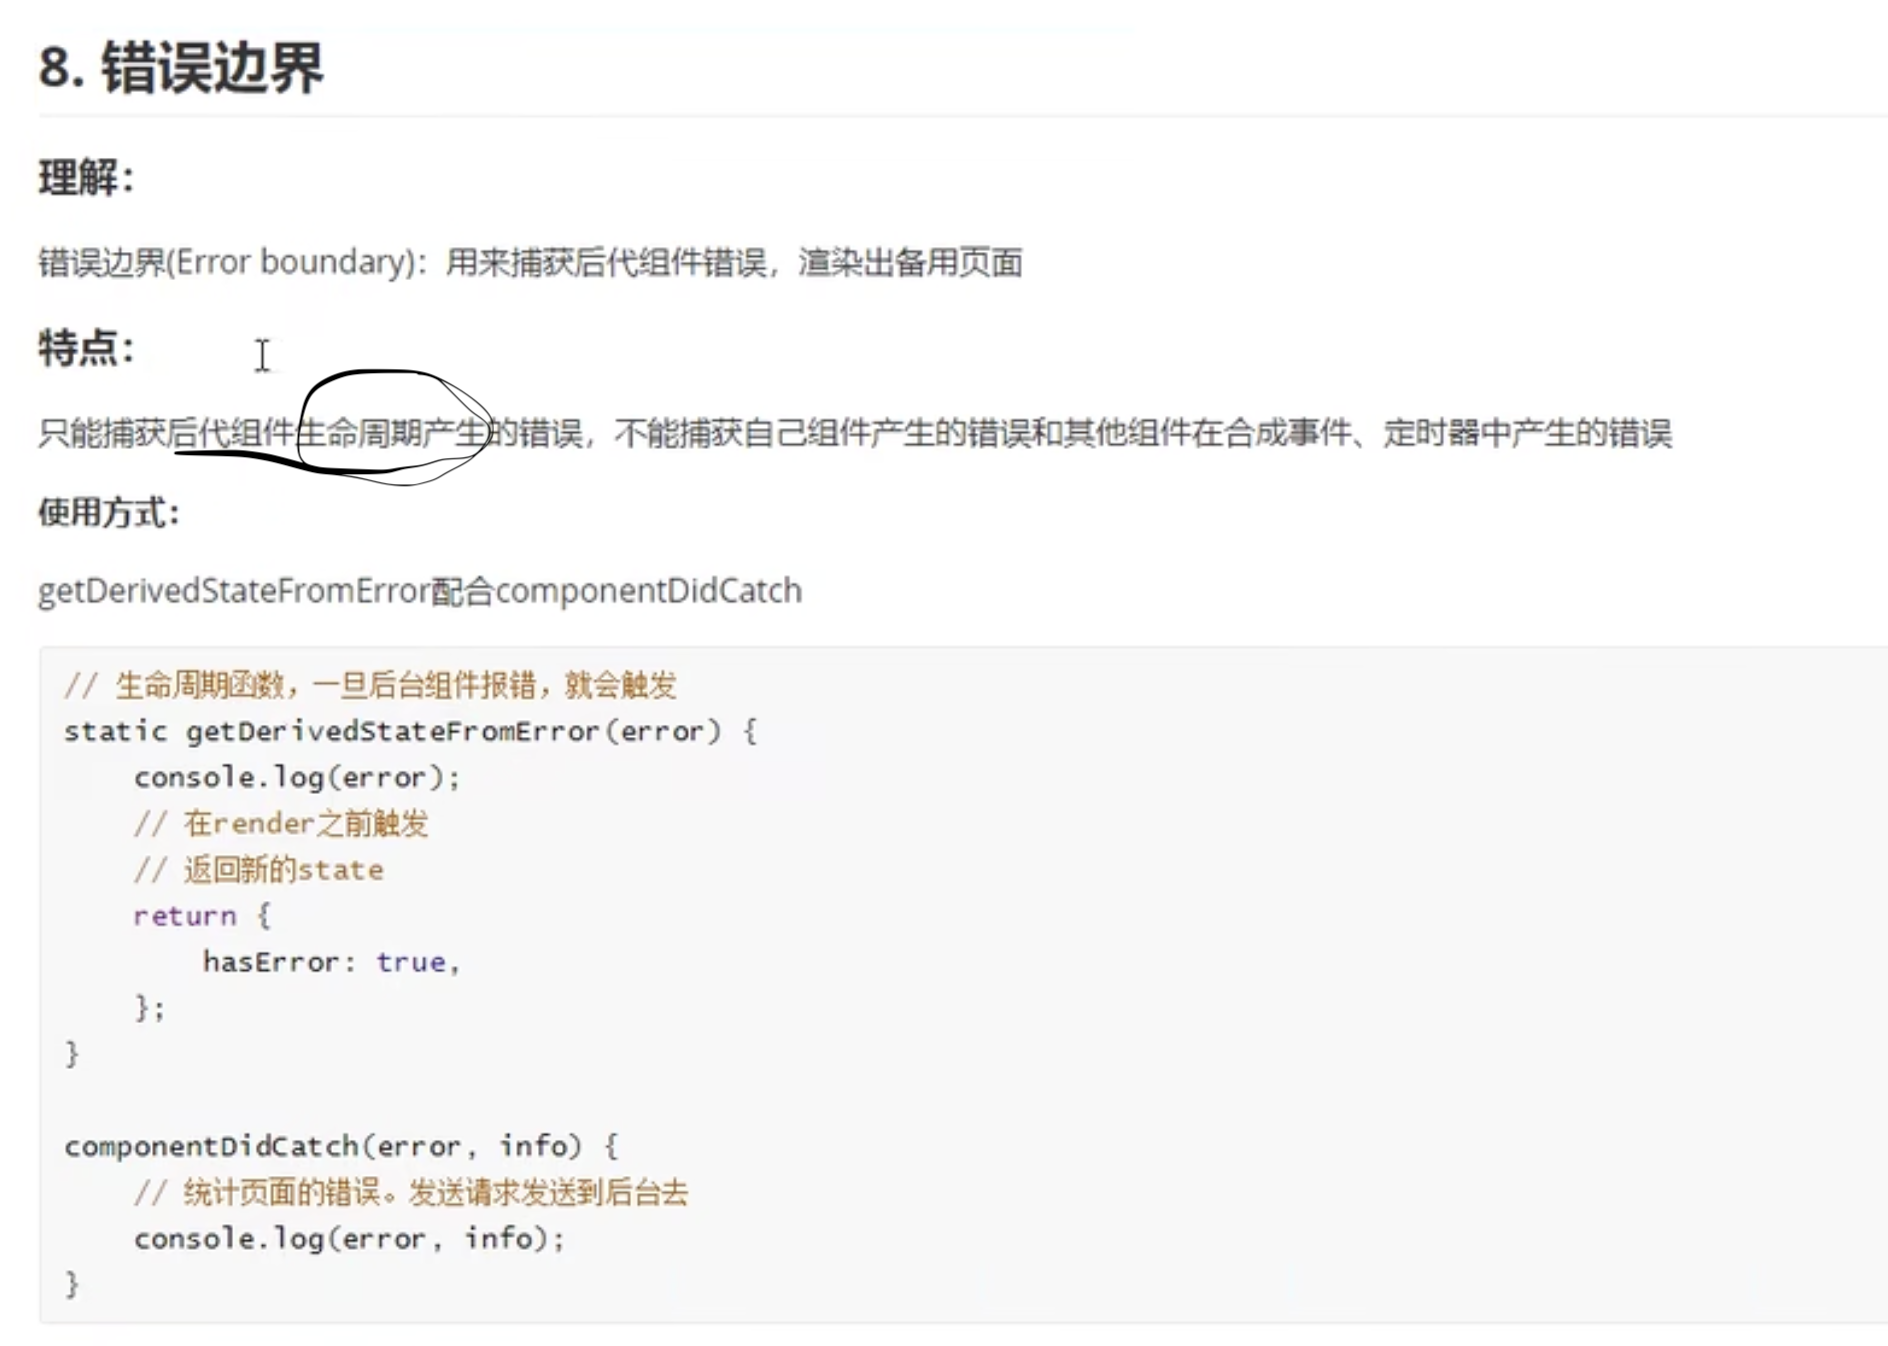 8. 错误边界
理解：
错误边界(Error boundary)：用来捕获后代组件错误，渲染出备用页面
特点：
只能捕获后代组件生命周期产生的错误，不能捕获自己组件产生的错误和其他组件在合成事件、定时器中产生的错误
使用方式：
getDerivedStateFromError配合componentDidCatch
// 生命周期函数，一旦后台组件报错，就会触发
static getDerivedStateFromError(error) {
    console.log(error);
    // 在render之前触发
    // 返回新的state
    return {
        hasError: true,
    };
}
componentDidCatch(error, info) {
    // 统计页面的错误。发送请求发送到后台去
    console.log(error, info);
}